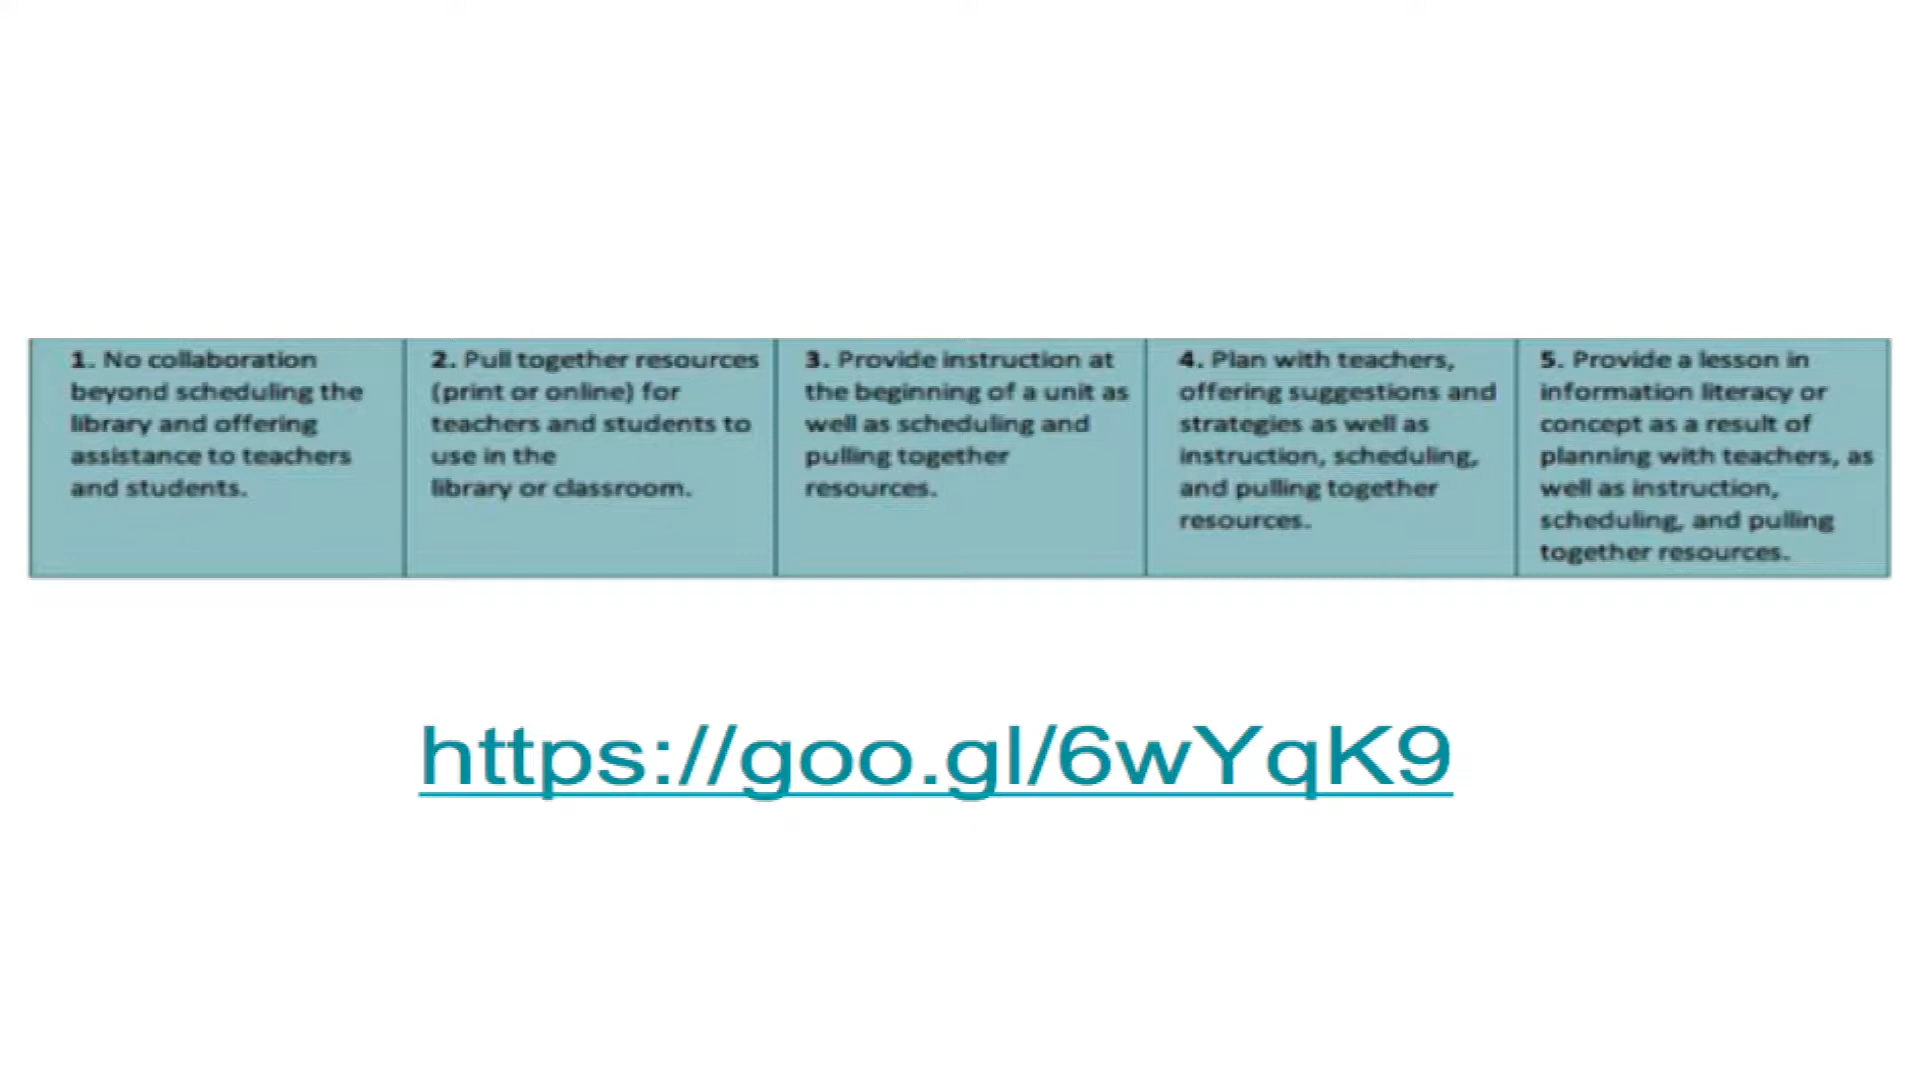 1. No collaboration
beyond scheduling the
library and offering
assistance to teachers
and students.
2. Pull together resources
(print or online) for
teachers and students to
use in the
library or classroom.
3. Provide instruction at
the beginning of a unit as
well as scheduling and
pulling together
resources.
4. Plan with teachers,
offering suggestions and
strategies as well as
instruction, scheduling,
and pulling together
resources.
5. Provide a lesson in
information literacy or
concept as a result of
planning with teachers, as
well as instruction,
scheduling, and pulling
together resources.
https://goo.gl/6wYqK9